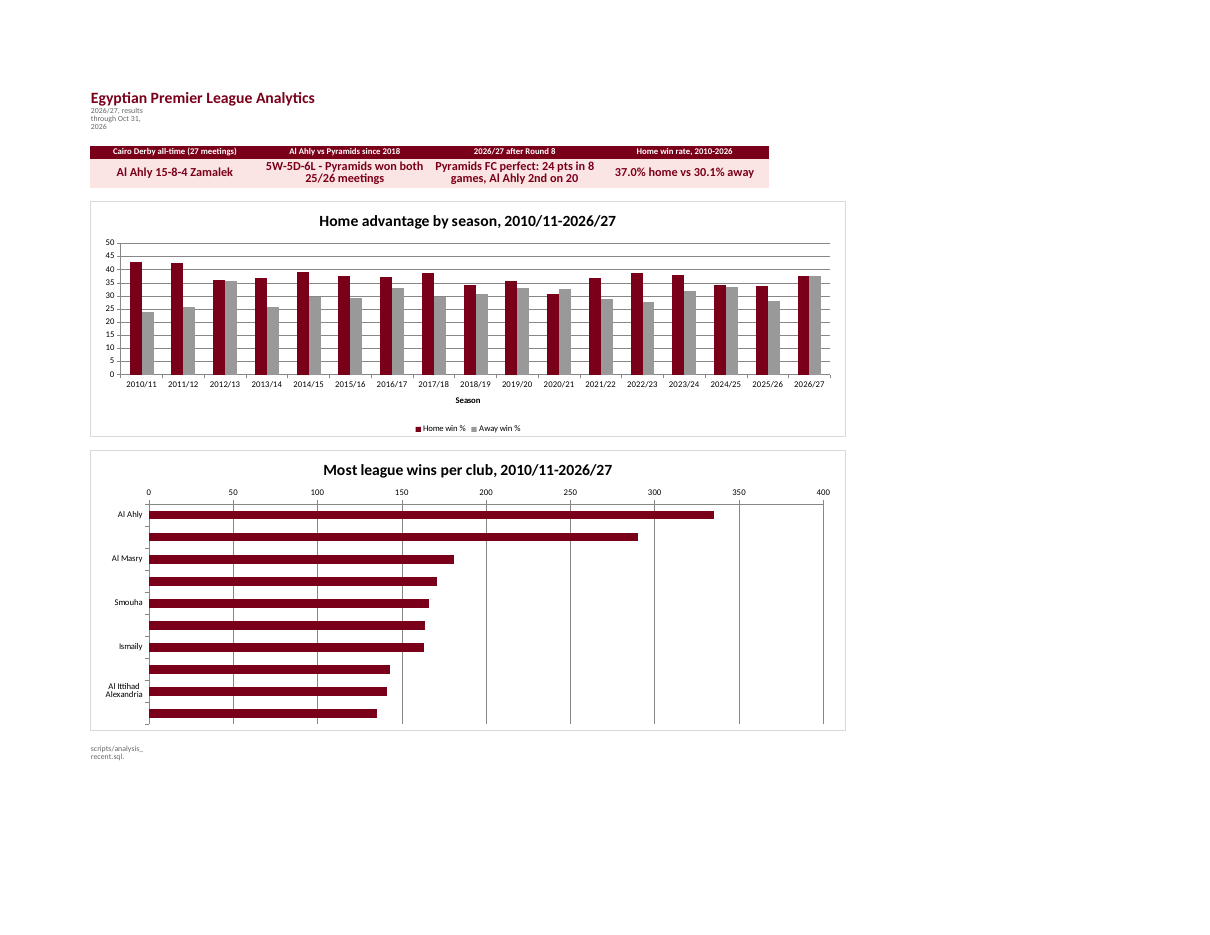 Egyptian Premier League Analytics
2026/27, results
through Oct 31,
2026
Cairo Derby all-time (27 meetings)
Al Ahly vs Pyramids since 2018
2026/27 after Round 8
Home win rate, 2010-2026
Al Ahly 15-8-4 Zamalek
5W-5D-6L - Pyramids won both
25/26 meetings
Pyramids FC perfect: 24 pts in 8
games, Al Ahly 2nd on 20
37.0% home vs 30.1% away
Home advantage by season, 2010/11-2026/27
50
45
40
35
30
25
20
15
10
5
0
2010/11 2011/12 2012/13 2013/14 2014/15 2015/16 2016/17 2017/18 2018/19 2019/20 2020/21 2021/22 2022/23 2023/24 2024/25 2025/26 2026/27
Season
Home win % Away win %
Most league wins per club, 2010/11-2026/27
0 50 100 150 200 250 300 350 400
Al Ahly
Al Masry
Smouha
Ismaily
Al Ittihad
Alexandria
scripts/analysis_
recent.sql.